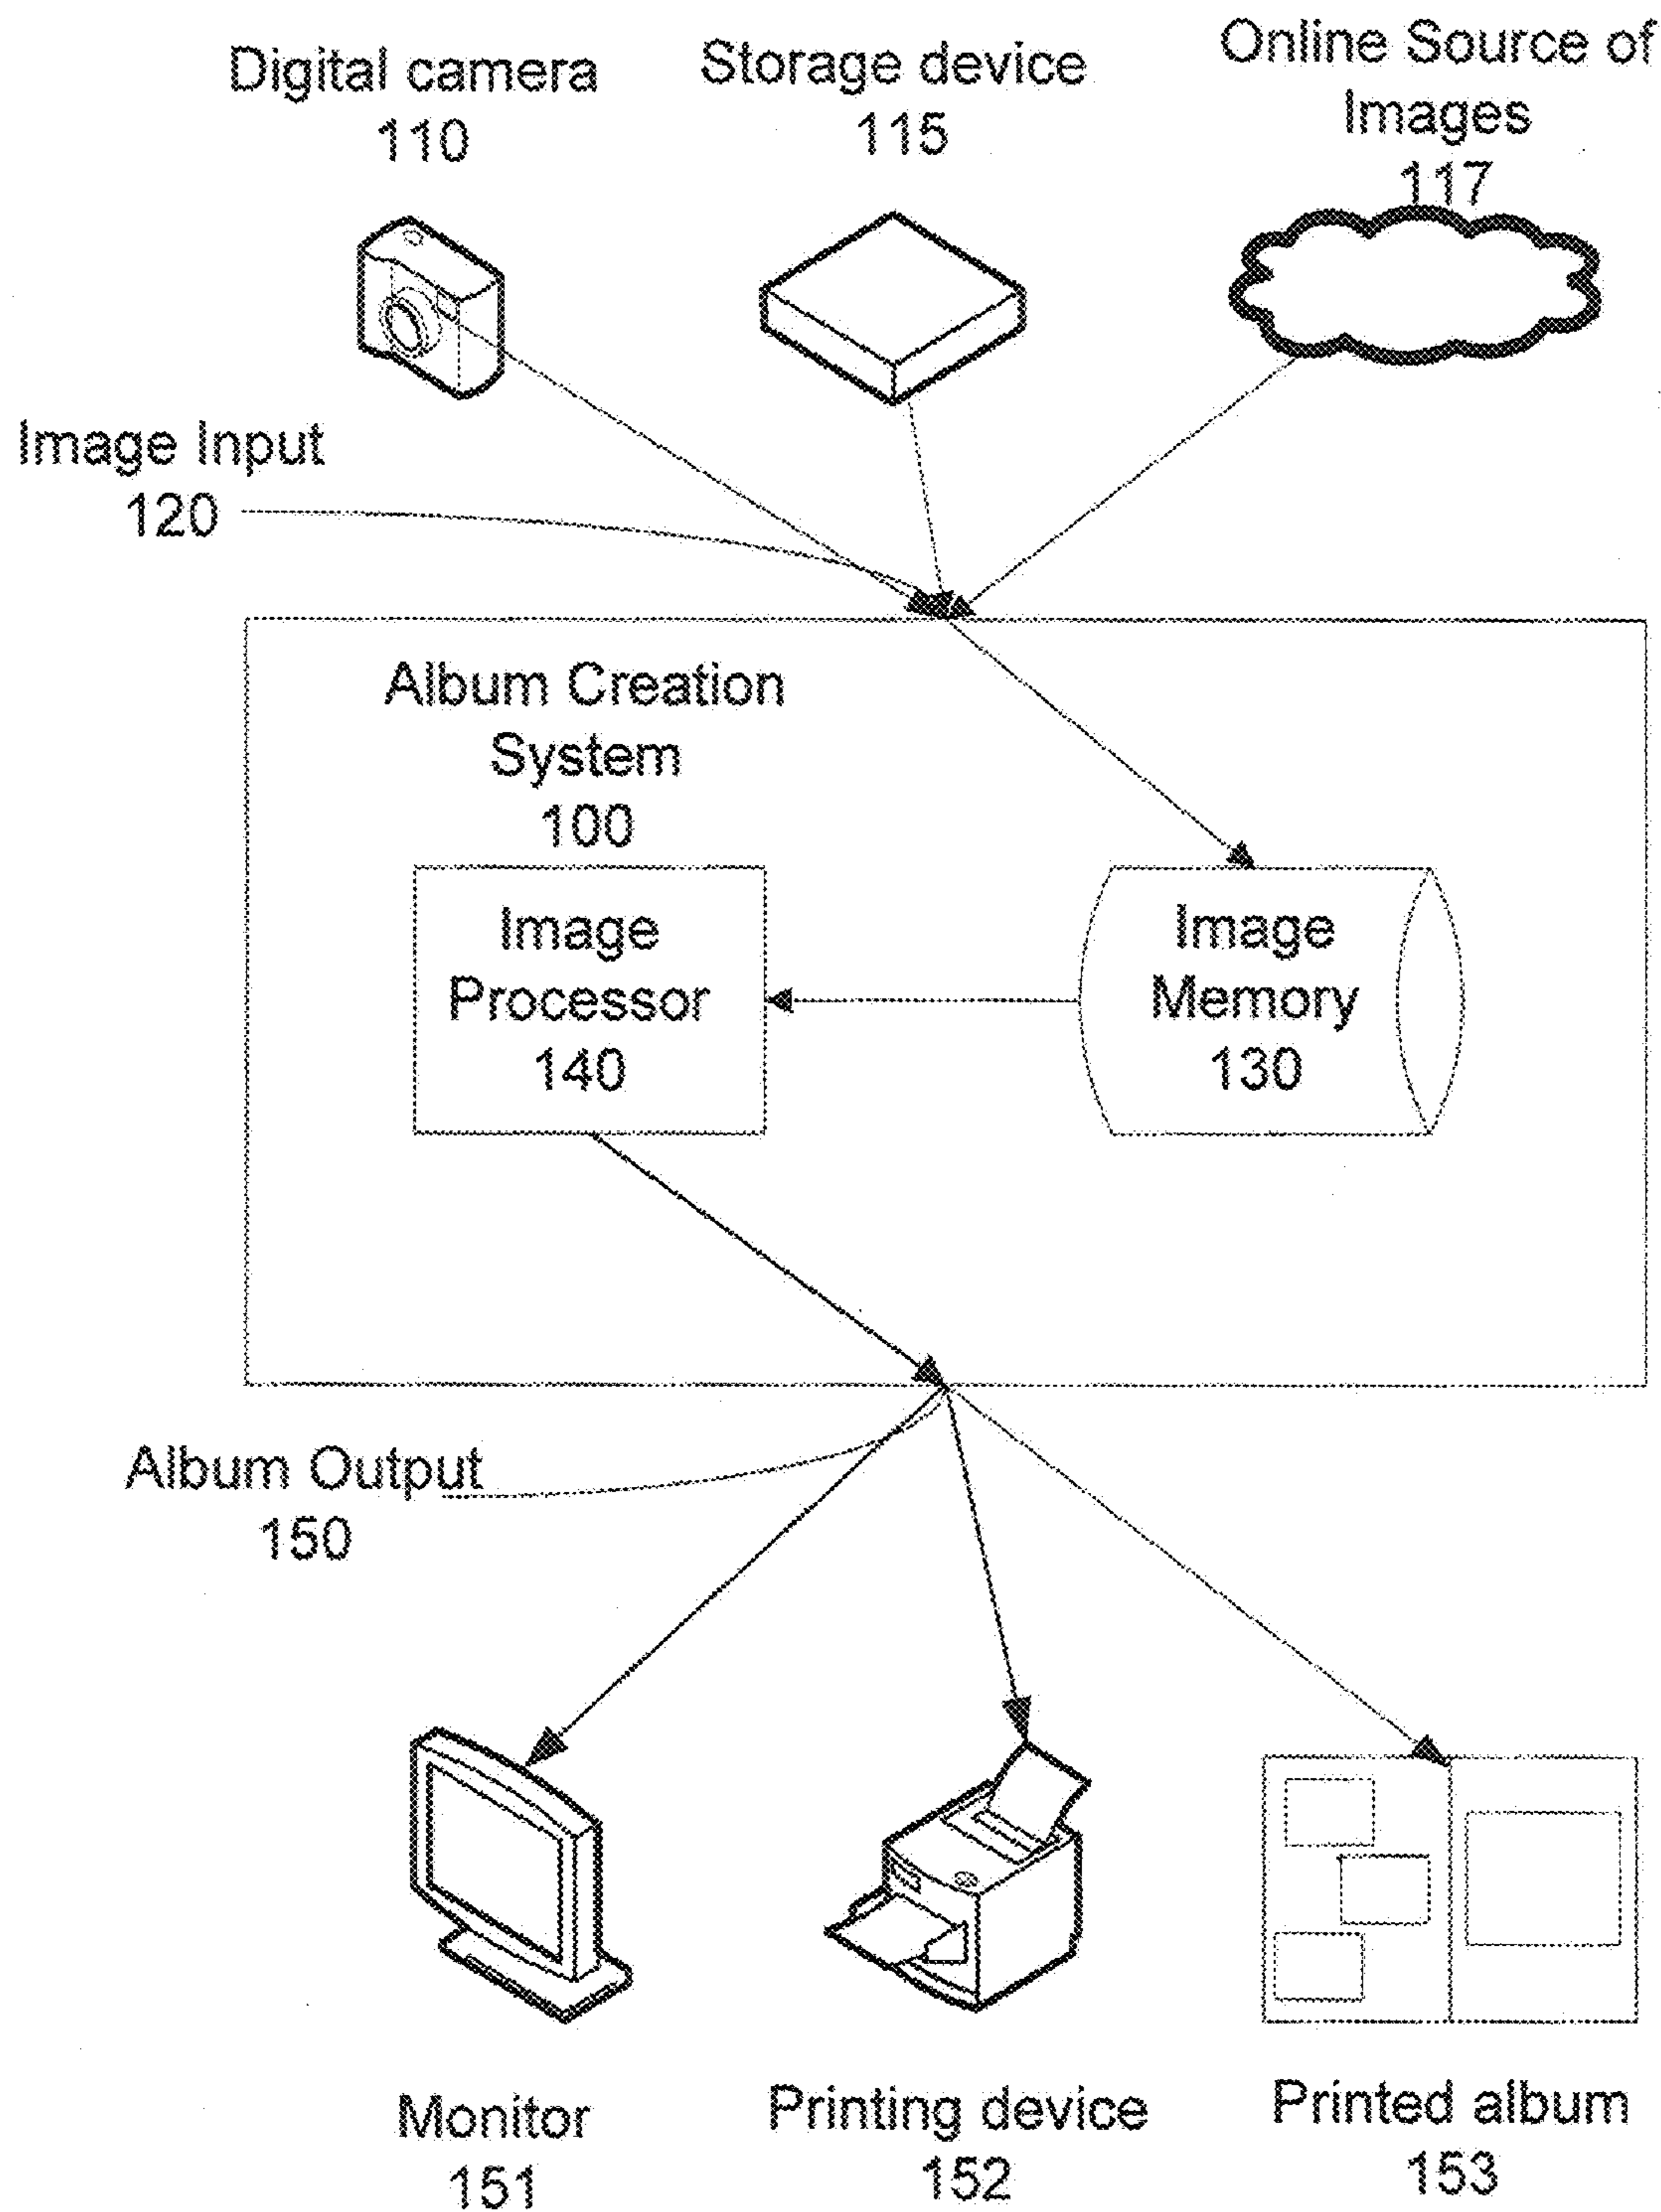 Digital camera
110
Storage device
115
Online Source of
Images
117
Image Input
120
Album Creation
System
100
Image
Processor
140
Image
Memory
130
Album Output
150
Monitor
151
Printing device
152
Printed album
153